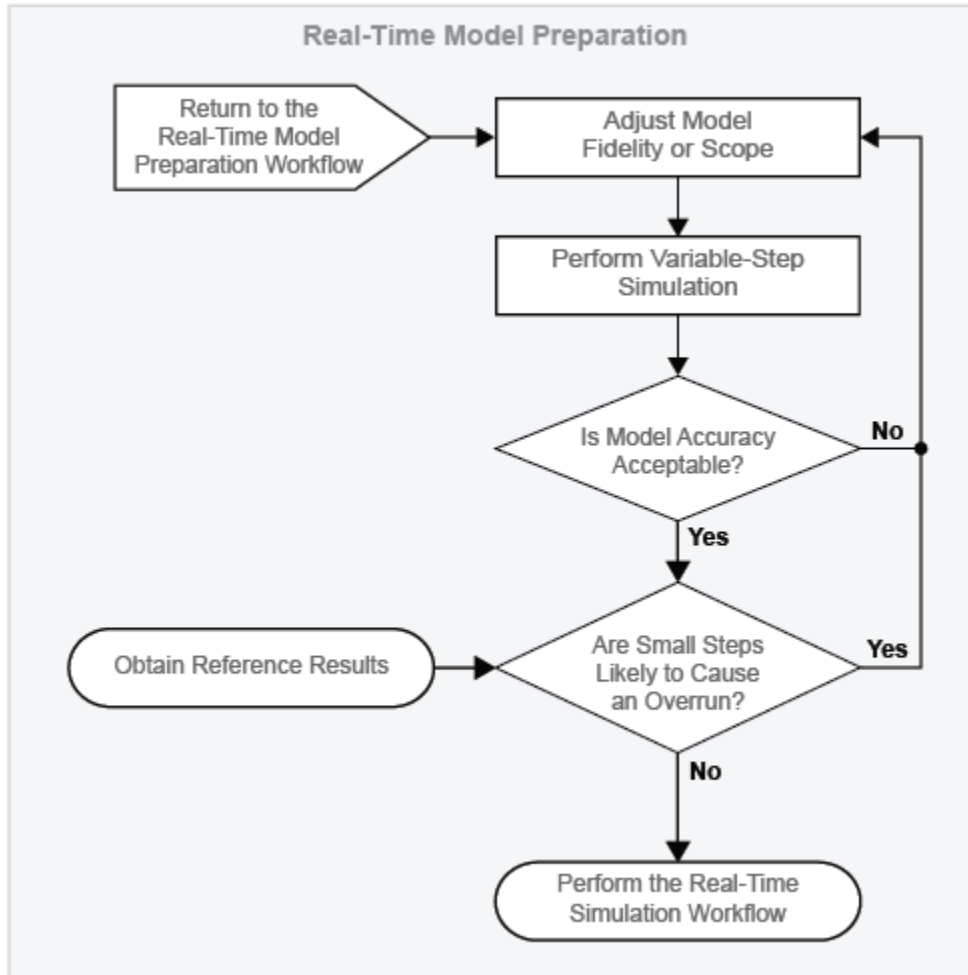 Real-Time Model Preparation
Return to the
Real-Time Model
Preparation Workflow
Adjust Model
Fidelity or Scope
Perform Variable-Step
Simulation
Is Model Accuracy
Acceptable?
No
Yes
Obtain Reference Results
Are Small Steps
Likely to Cause
an Overrun?
Yes
No
Perform the Real-Time
Simulation Workflow